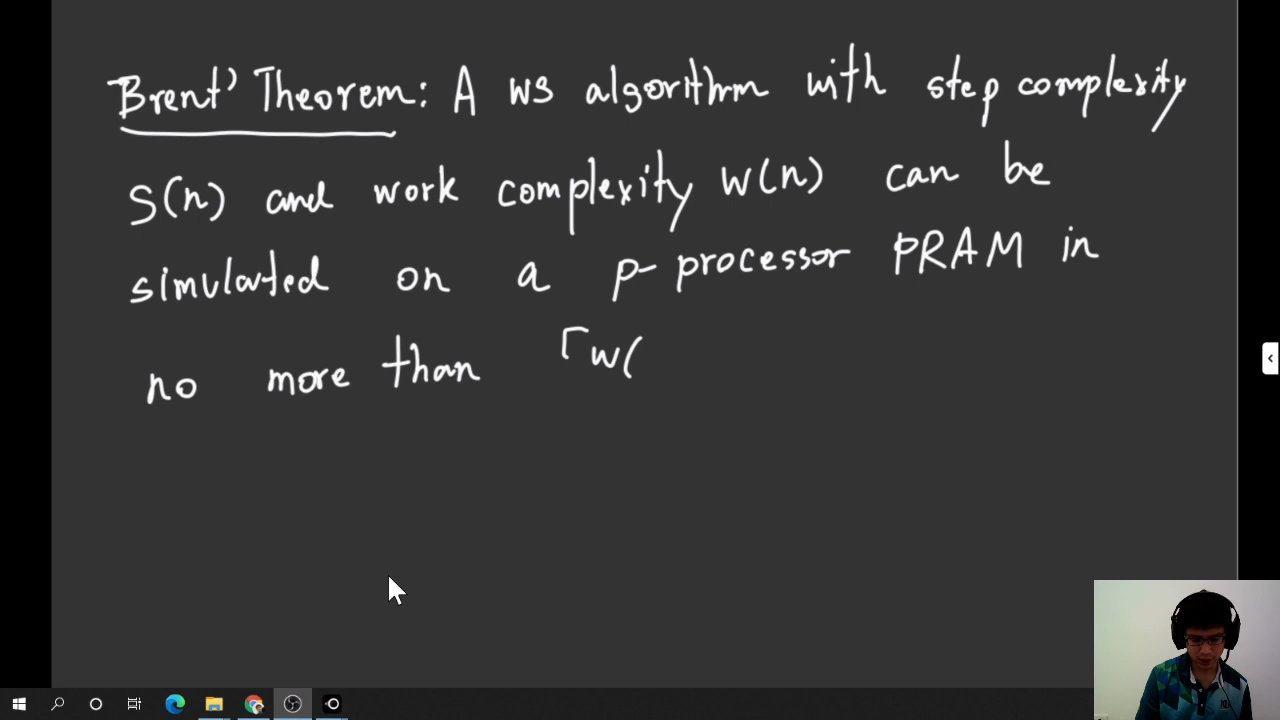 Brent' Theorem: A WS algorithm with step complexity
S(n) and work complexity W(n) can be
simulated on a p-processor PRAM in
no more than ⌈W(